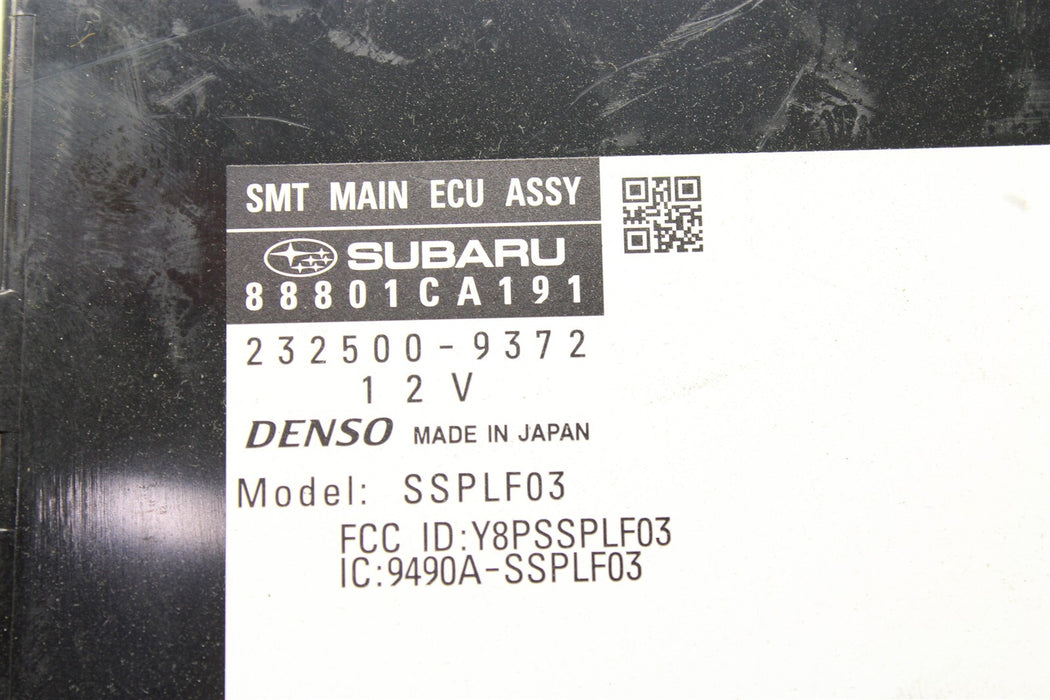 SMT MAIN ECU ASSY
SUBARU
88801CA191
232500-9372
12V
DENSO MADE IN JAPAN
Model: SSPLF03
FCC ID:Y8PSSPLF03
IC:9490A-SSPLF03